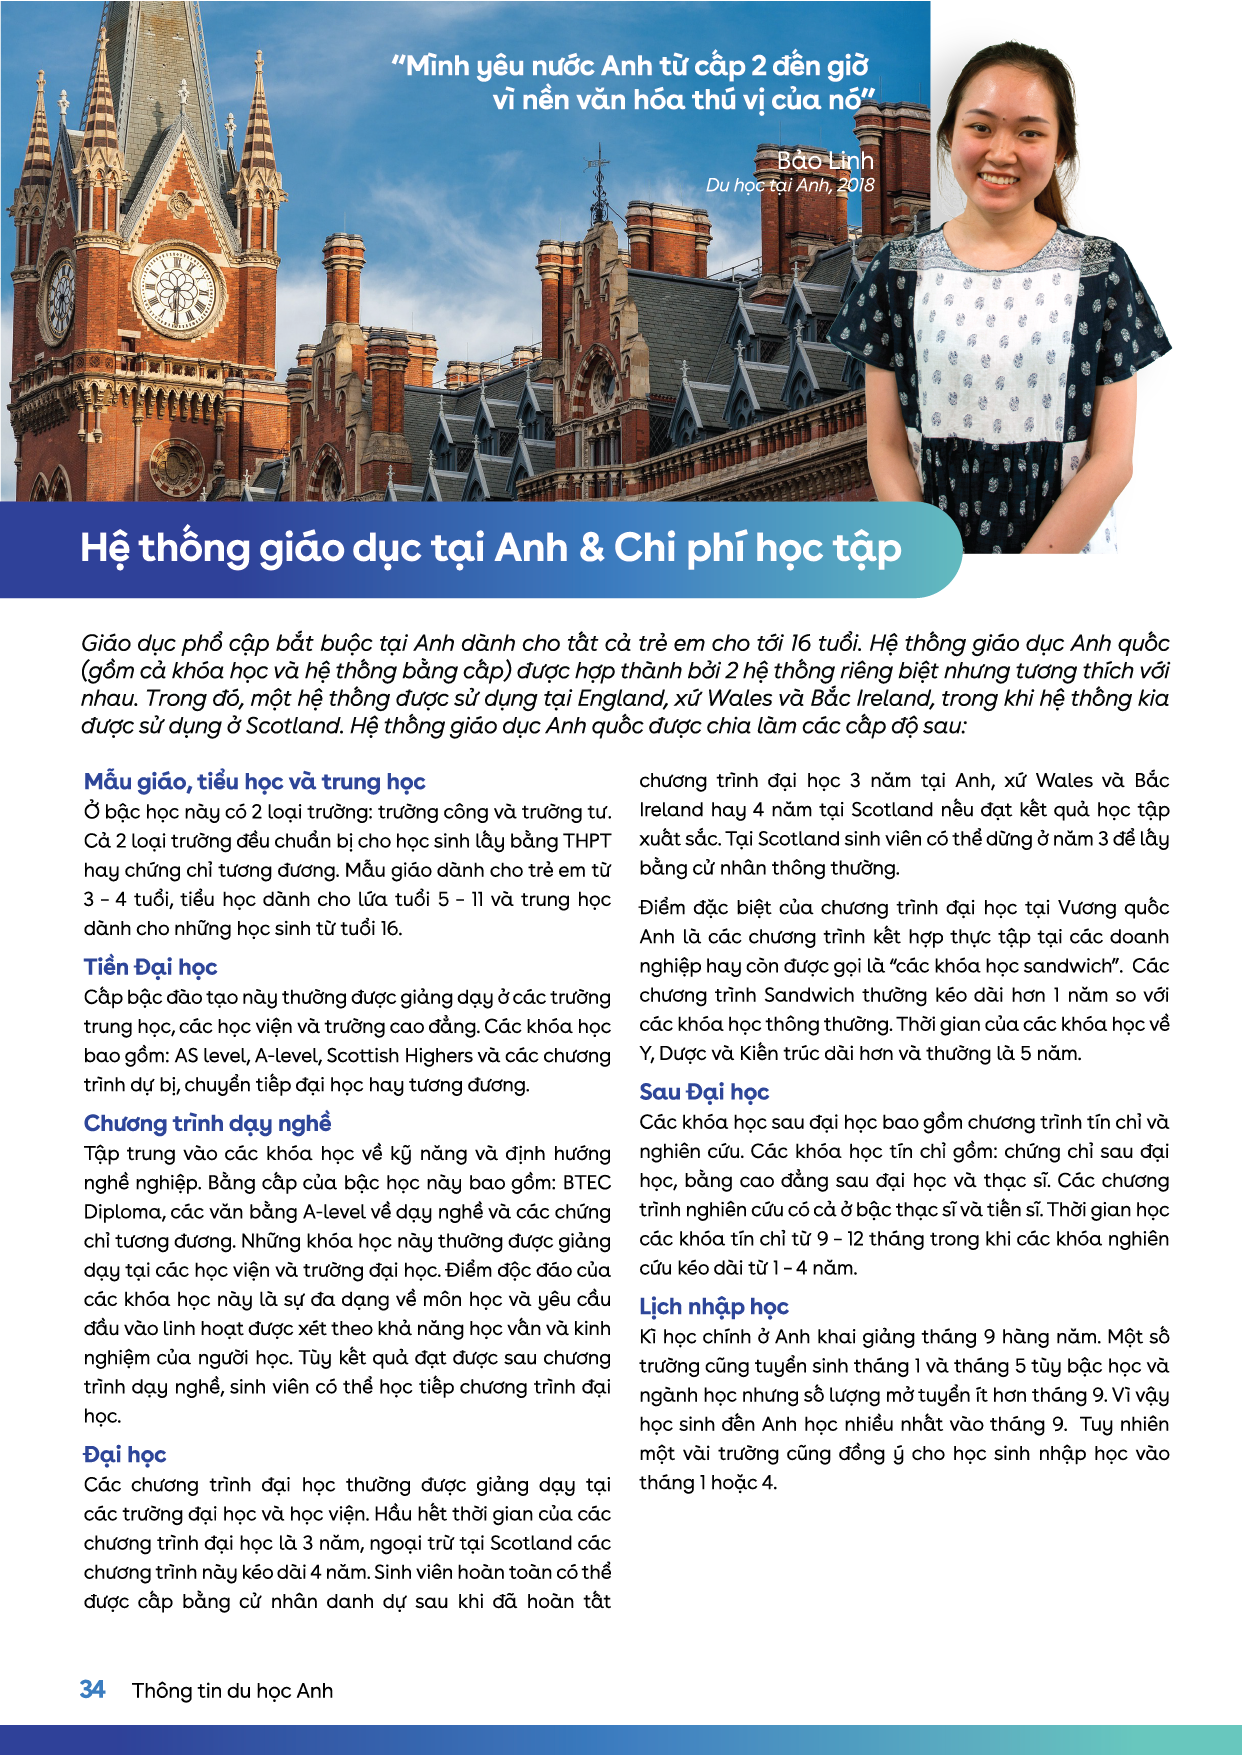 “Mình yêu nước Anh từ cấp 2 đến giờ
vì nền văn hóa thú vị của nó”
Bảo Linh
Du học tại Anh, 2018
Hệ thống giáo dục tại Anh & Chi phí học tập
Giáo dục phổ cập bắt buộc tại Anh dành cho tất cả trẻ em cho tới 16 tuổi. Hệ thống giáo dục Anh quốc
(gồm cả khóa học và hệ thống bằng cấp) được hợp thành bởi 2 hệ thống riêng biệt nhưng tương thích với
nhau. Trong đó, một hệ thống được sử dụng tại England, xứ Wales và Bắc Ireland, trong khi hệ thống kia
được sử dụng ở Scotland. Hệ thống giáo dục Anh quốc được chia làm các cấp độ sau:
Mẫu giáo, tiểu học và trung học
Ở bậc học này có 2 loại trường: trường công và trường tư.
Cả 2 loại trường đều chuẩn bị cho học sinh lấy bằng THPT
hay chứng chỉ tương đương. Mẫu giáo dành cho trẻ em từ
3 – 4 tuổi, tiểu học dành cho lứa tuổi 5 – 11 và trung học
dành cho những học sinh từ tuổi 16.
Tiền Đại học
Cấp bậc đào tạo này thường được giảng dạy ở các trường
trung học, các học viện và trường cao đẳng. Các khóa học
bao gồm: AS level, A-level, Scottish Highers và các chương
trình dự bị, chuyển tiếp đại học hay tương đương.
Chương trình dạy nghề
Tập trung vào các khóa học về kỹ năng và định hướng
nghề nghiệp. Bằng cấp của bậc học này bao gồm: BTEC
Diploma, các văn bằng A-level về dạy nghề và các chứng
chỉ tương đương. Những khóa học này thường được giảng
dạy tại các học viện và trường đại học. Điểm độc đáo của
các khóa học này là sự đa dạng về môn học và yêu cầu
đầu vào linh hoạt được xét theo khả năng học vấn và kinh
nghiệm của người học. Tùy kết quả đạt được sau chương
trình dạy nghề, sinh viên có thể học tiếp chương trình đại
học.
Đại học
Các chương trình đại học thường được giảng dạy tại
các trường đại học và học viện. Hầu hết thời gian của các
chương trình đại học là 3 năm, ngoại trừ tại Scotland các
chương trình này kéo dài 4 năm. Sinh viên hoàn toàn có thể
được cấp bằng cử nhân danh dự sau khi đã hoàn tất
chương trình đại học 3 năm tại Anh, xứ Wales và Bắc
Ireland hay 4 năm tại Scotland nếu đạt kết quả học tập
xuất sắc. Tại Scotland sinh viên có thể dừng ở năm 3 để lấy
bằng cử nhân thông thường.
Điểm đặc biệt của chương trình đại học tại Vương quốc
Anh là các chương trình kết hợp thực tập tại các doanh
nghiệp hay còn được gọi là “các khóa học sandwich”. Các
chương trình Sandwich thường kéo dài hơn 1 năm so với
các khóa học thông thường. Thời gian của các khóa học về
Y, Dược và Kiến trúc dài hơn và thường là 5 năm.
Sau Đại học
Các khóa học sau đại học bao gồm chương trình tín chỉ và
nghiên cứu. Các khóa học tín chỉ gồm: chứng chỉ sau đại
học, bằng cao đẳng sau đại học và thạc sĩ. Các chương
trình nghiên cứu có cả ở bậc thạc sĩ và tiến sĩ. Thời gian học
các khóa tín chỉ từ 9 – 12 tháng trong khi các khóa nghiên
cứu kéo dài từ 1 – 4 năm.
Lịch nhập học
Kì học chính ở Anh khai giảng tháng 9 hàng năm. Một số
trường cũng tuyển sinh tháng 1 và tháng 5 tùy bậc học và
ngành học nhưng số lượng mở tuyển ít hơn tháng 9. Vì vậy
học sinh đến Anh học nhiều nhất vào tháng 9. Tuy nhiên
một vài trường cũng đồng ý cho học sinh nhập học vào
tháng 1 hoặc 4.
34 Thông tin du học Anh